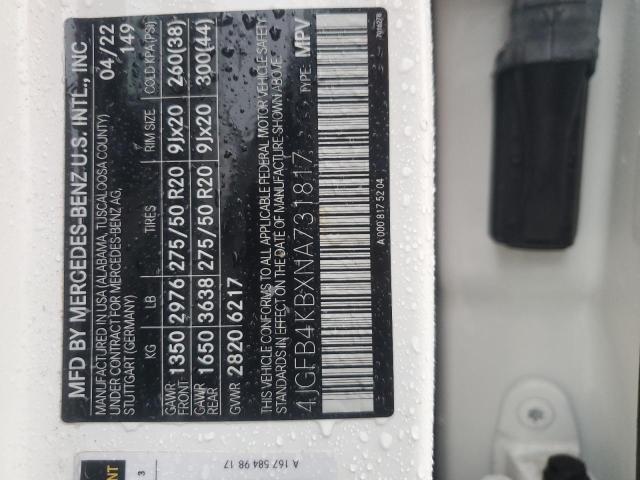 MFD BY MERCEDES-BENZ U.S. INTL., INC
04/22
MANUFACTURED IN USA (ALABAMA, TUSCALOOSA COUNTY)
149
UNDER CONTRACT FOR MERCEDES-BENZ AG,
STUTTGART (GERMANY)
KG LB TIRES RIM SIZE COLD KPA(PSI)
GAWR FRONT 1350 2976 275/50 R20 9Jx20 260(38)
GAWR REAR 1650 3638 275/50 R20 9Jx20 300(44)
GVWR 2820 6217
THIS VEHICLE CONFORMS TO ALL APPLICABLE FEDERAL MOTOR VEHICLE SAFETY
STANDARDS IN EFFECT ON THE DATE OF MANUFACTURE SHOWN ABOVE.
TYPE: MPV
4JGFB4KBXNA731817
A 000 817 52 04
A 167 584 98 17
3